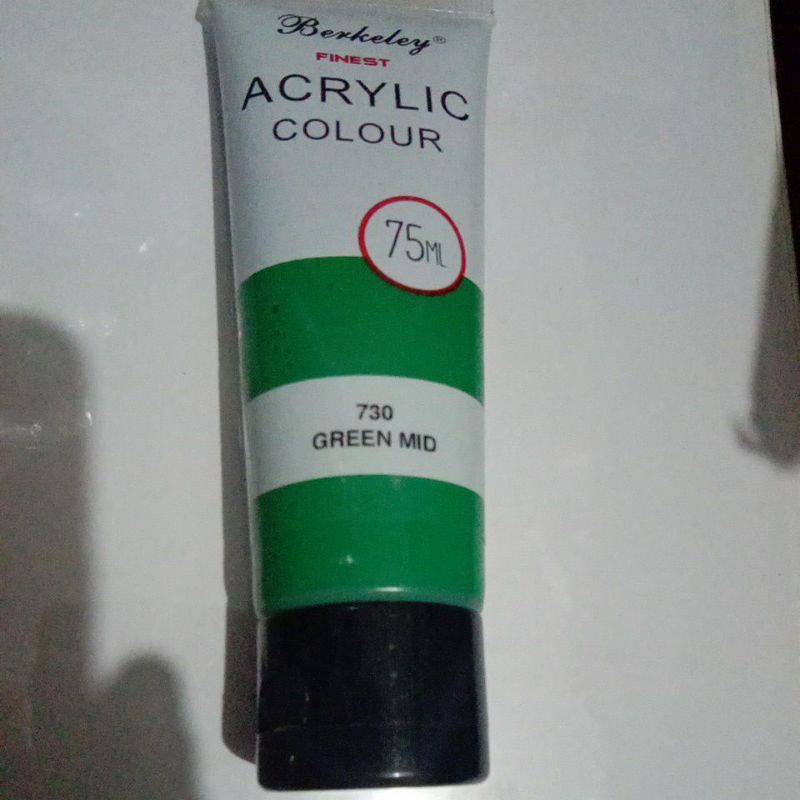 Berkeley®
FINEST
ACRYLIC
COLOUR
75ML
730
GREEN MID